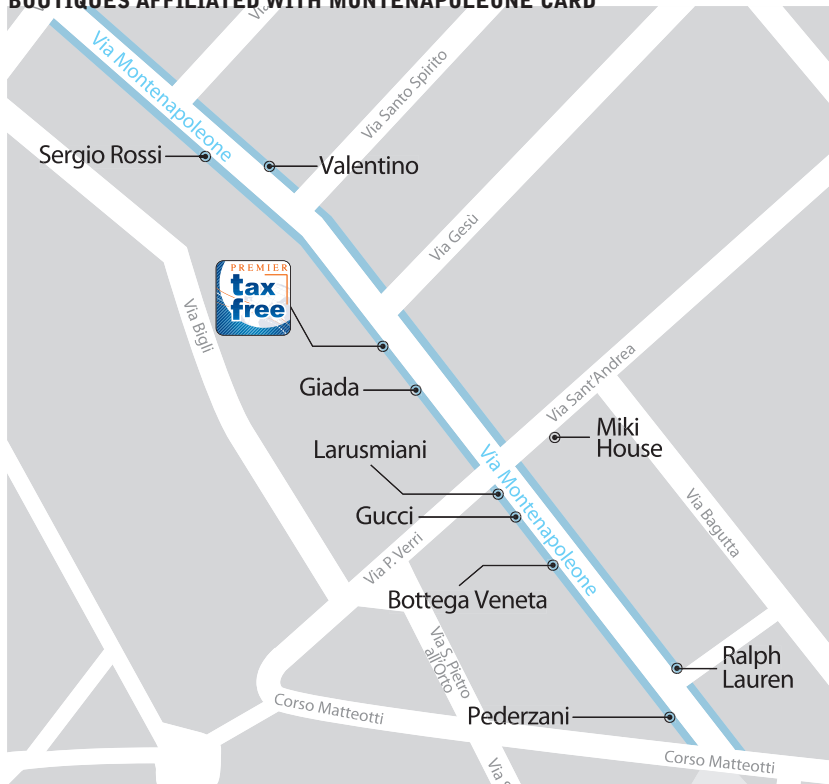 BOUTIQUES AFFILIATED WITH MONTENAPOLEONE CARD
Via Montenapoleone
Via Santo Spirito
Sergio Rossi
Valentino
Via Gesù
PREMIER
tax
free
Via Bigli
Giada
Via Sant'Andrea
Miki
House
Larusmiani
Via Montenapoleone
Gucci
Via Bagutta
Via P. Verri
Bottega Veneta
Via S. Pietro
all'Orto
Ralph
Lauren
Corso Matteotti
Pederzani
Corso Matteotti
Via